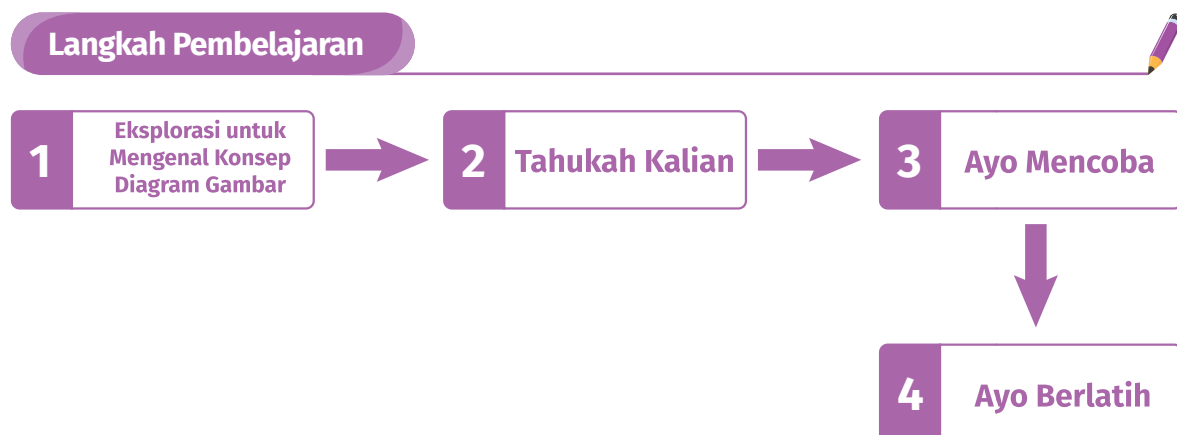 Langkah Pembelajaran
1
Eksplorasi untuk
Mengenal Konsep
Diagram Gambar
2
Tahukah Kalian
3
Ayo Mencoba
4
Ayo Berlatih